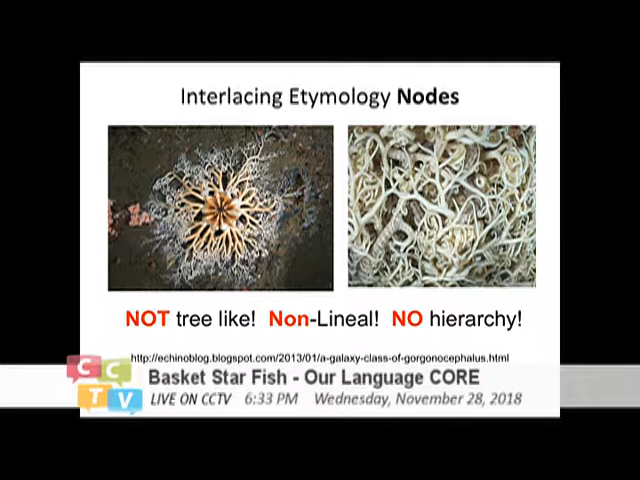 Interlacing Etymology Nodes
NOT tree like! Non-Lineal! NO hierarchy!
http://echinoblog.blogspot.com/2013/01/a-galaxy-class-of-gorgonocephalus.html
CCTV
Basket Star Fish - Our Language CORE
LIVE ON CCTV 6:33 PM Wednesday, November 28, 2018